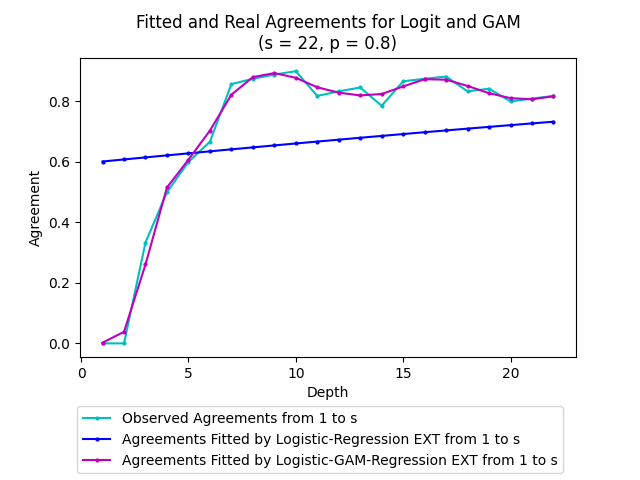 Fitted and Real Agreements for Logit and GAM
(s = 22, p = 0.8)
Agreement
0.8
0.6
0.4
0.2
0.0
0 5 10 15 20
Depth
Observed Agreements from 1 to s
Agreements Fitted by Logistic-Regression EXT from 1 to s
Agreements Fitted by Logistic-GAM-Regression EXT from 1 to s